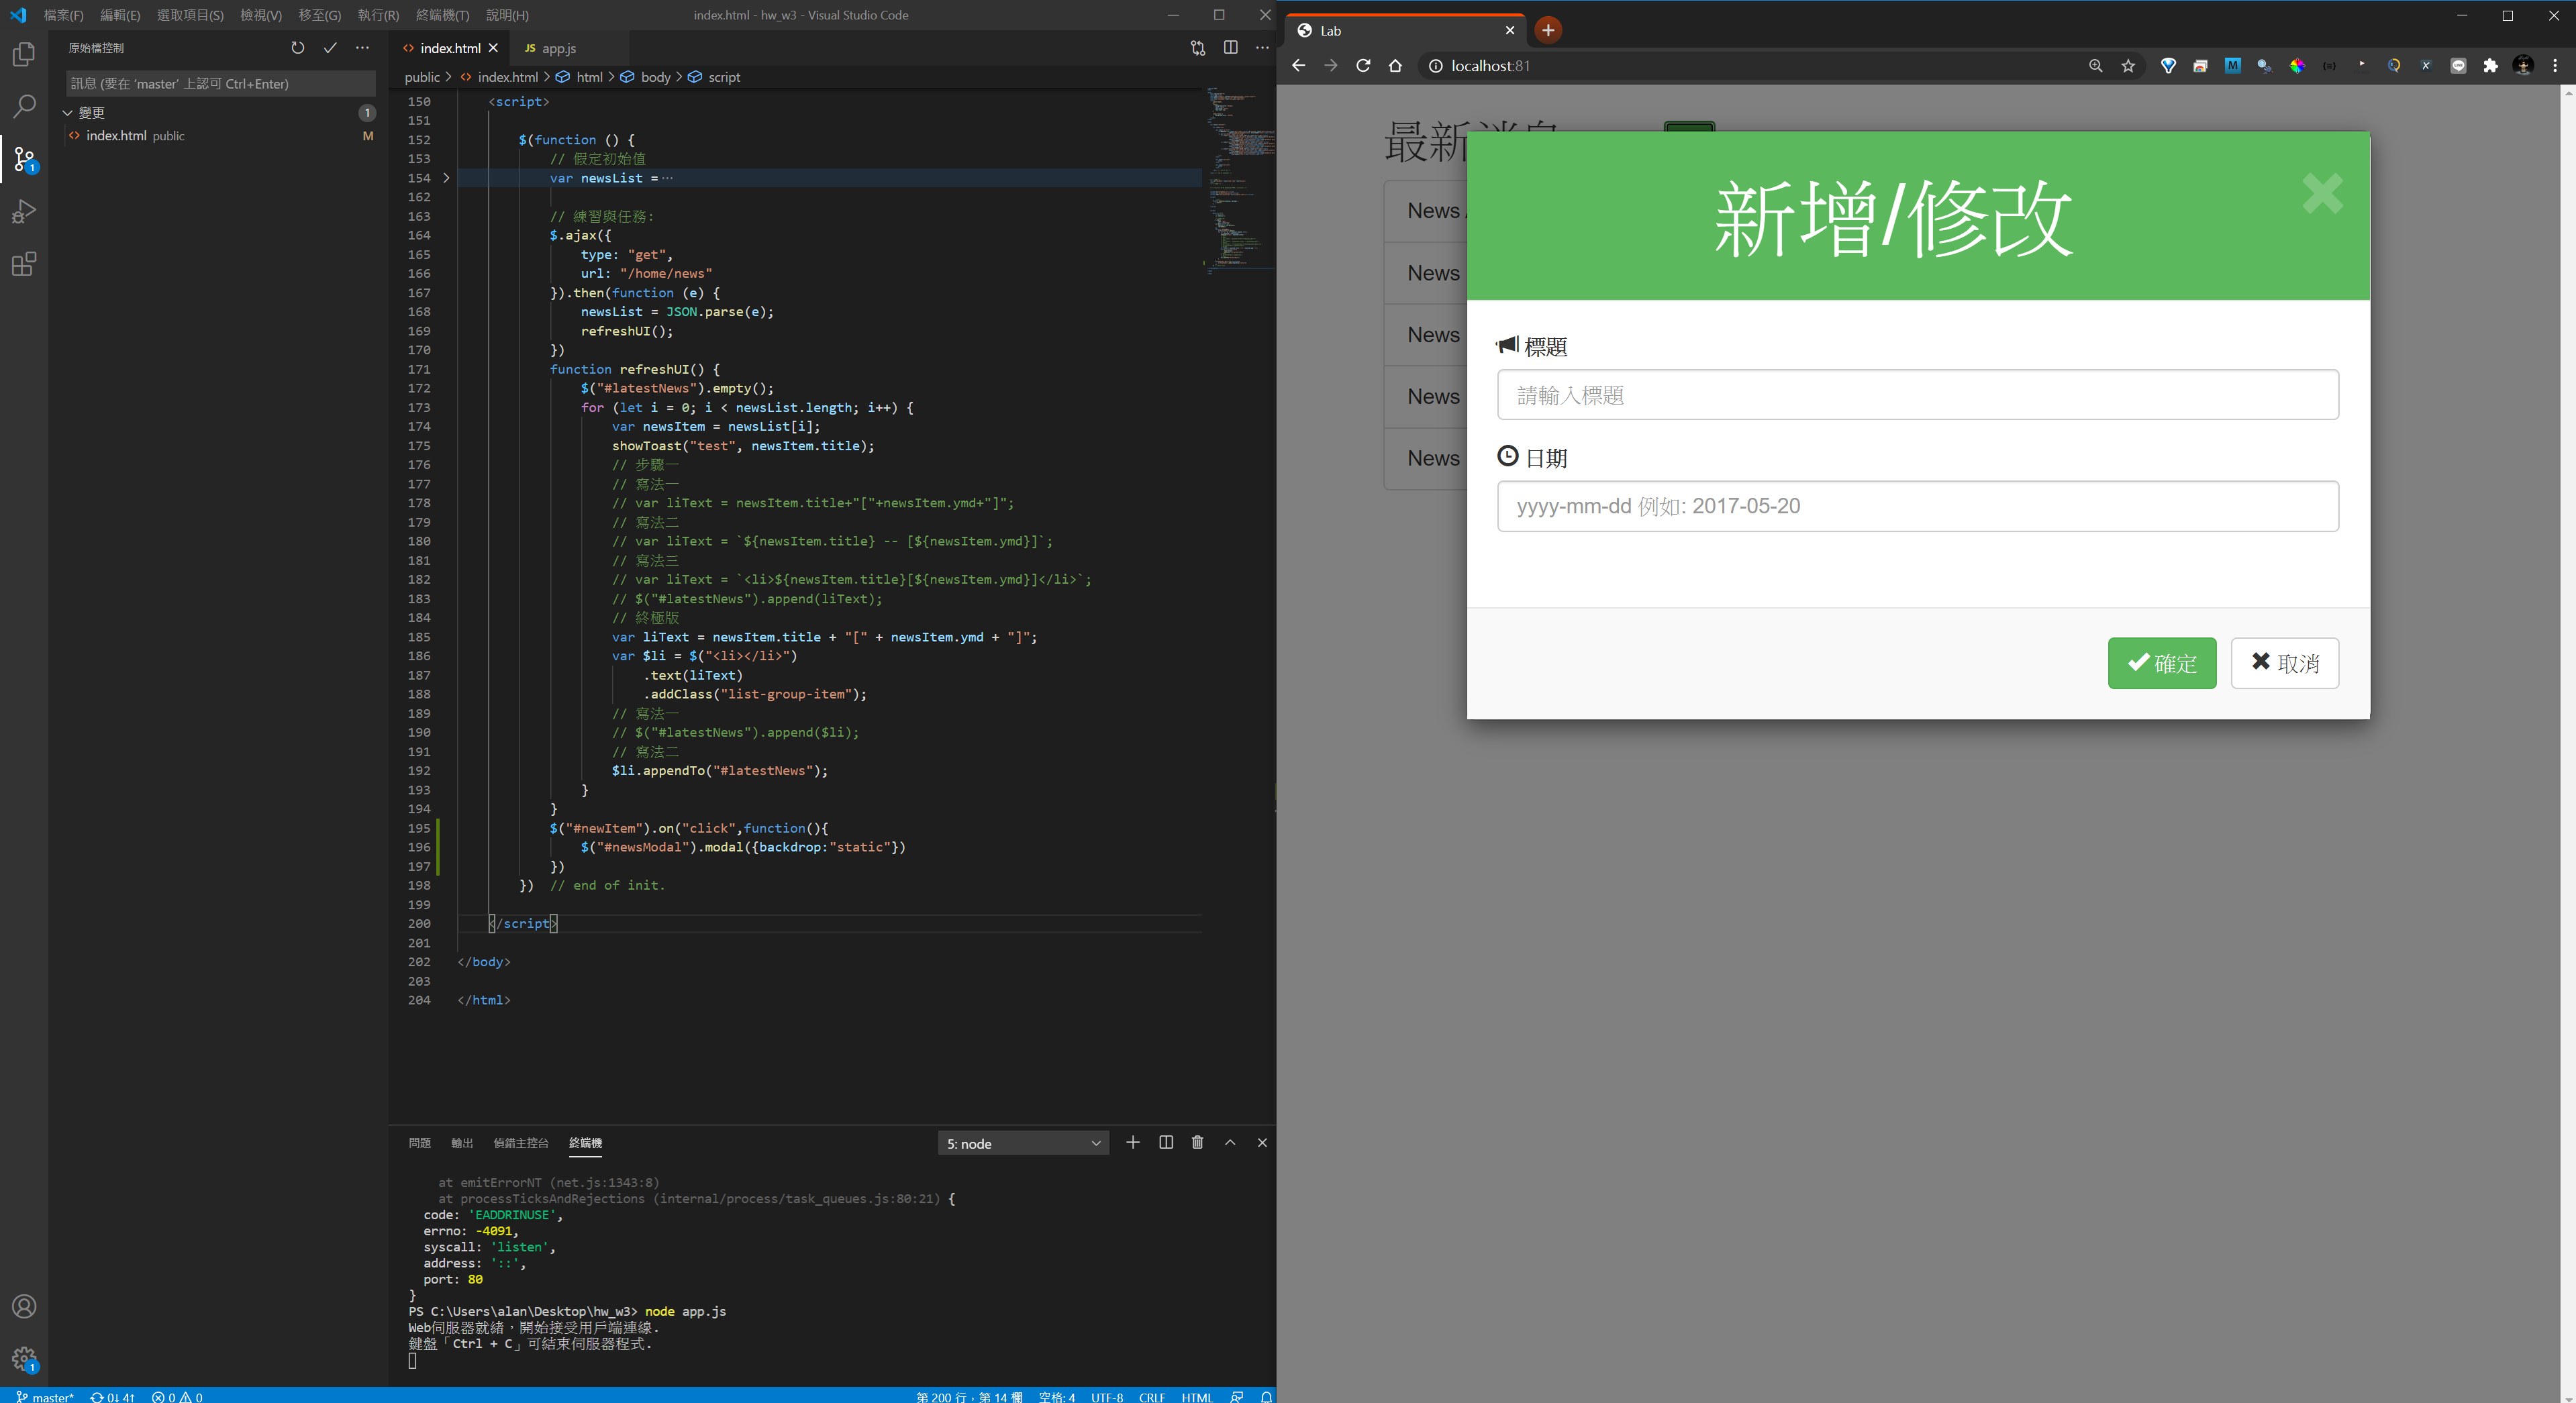 檔案(F) 編輯(E) 選取項目(S) 檢視(V) 移至(G) 執行(R) 終端機(T) 說明(H)
index.html - hw_w3 - Visual Studio Code
原始檔控制
訊息 (要在 'master' 上認可 Ctrl+Enter)
變更
1
index.html public
M
1
index.html
JS app.js
public > index.html > html > body > script
150 <script>
151
152 $(function () {
153 // 假定初始值
154 var newsList =···
162
163 // 練習與任務:
164 $.ajax({
165 type: "get",
166 url: "/home/news"
167 }).then(function (e) {
168 newsList = JSON.parse(e);
169 refreshUI();
170 })
171 function refreshUI() {
172 $("#latestNews").empty();
173 for (let i = 0; i < newsList.length; i++) {
174 var newsItem = newsList[i];
175 showToast("test", newsItem.title);
176 // 步驟一
177 // 寫法一
178 // var liText = newsItem.title+"["+newsItem.ymd+"]";
179 // 寫法二
180 // var liText = `${newsItem.title} -- [${newsItem.ymd}]`;
181 // 寫法三
182 // var liText = `<li>${newsItem.title}[${newsItem.ymd}]</li>`;
183 // $("#latestNews").append(liText);
184 // 終極版
185 var liText = newsItem.title + "[" + newsItem.ymd + "]";
186 var $li = $("<li></li>")
187 .text(liText)
188 .addClass("list-group-item");
189 // 寫法一
190 // $("#latestNews").append($li);
191 // 寫法二
192 $li.appendTo("#latestNews");
193 }
194 }
195 $("#newItem").on("click",function(){
196 $("#newsModal").modal({backdrop:"static"})
197 })
198 }) // end of init.
199
200 </script>
201
202 </body>
203
204 </html>
問題 輸出 偵錯主控台 終端機
5: node
at emitErrorNT (net.js:1343:8)
at processTicksAndRejections (internal/process/task_queues.js:80:21) {
code: 'EADDRINUSE',
errno: -4091,
syscall: 'listen',
address: '::',
port: 80
}
PS C:\Users\alan\Desktop\hw_w3> node app.js
Web伺服器就緒，開始接受用戶端連線.
鍵盤「Ctrl + C」可結束伺服器程式.
1
master* 0↓ 4↑ 0 0
第 200 行，第 14 欄 空格: 4 UTF-8 CRLF HTML
Lab
localhost:81
最新消息
News
News
News
News
News
新增/修改
標題
請輸入標題
日期
yyyy-mm-dd 例如: 2017-05-20
確定
取消